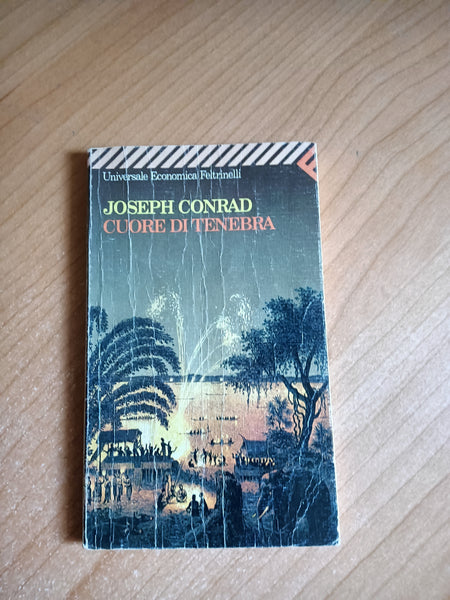 Universale Economica Feltrinelli
JOSEPH CONRAD
CUORE DI TENEBRA